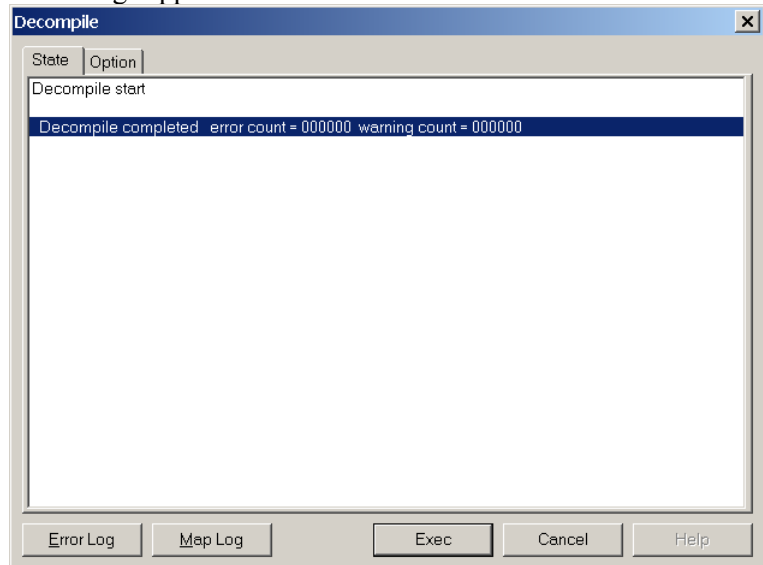 Decompile
State Option
Decompile start
Decompile completed error count = 000000 warning count = 000000
Error Log Map Log Exec Cancel Help